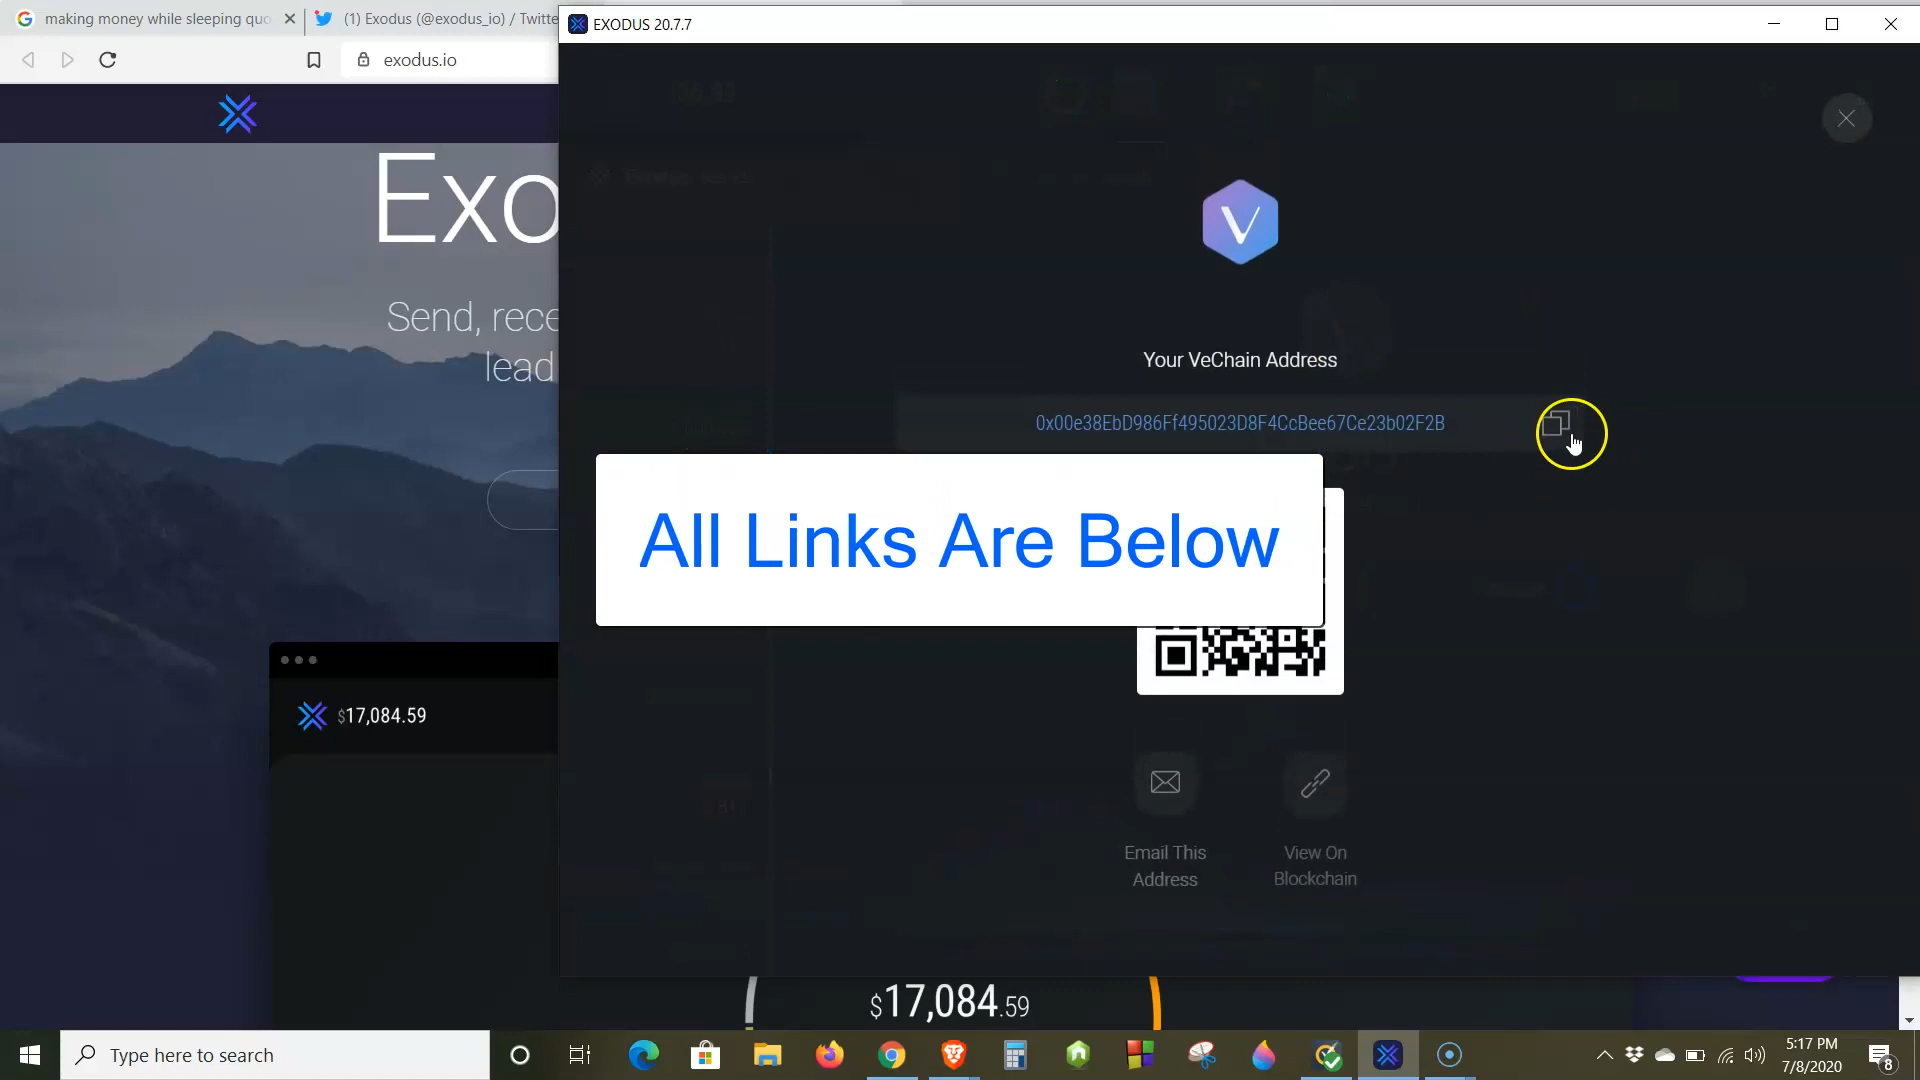 making money while sleeping quo
(1) Exodus (@exodus_io) / Twitte
EXODUS 20.7.7
exodus.io
Exo
Send, rece
lead
Your VeChain Address
0x00e38EbD986Ff495023D8F4CcBee67Ce23b02F2B
All Links Are Below
$17,084.59
Email This
Address
View On
Blockchain
$17,084.59
Type here to search
5:17 PM
7/8/2020
8